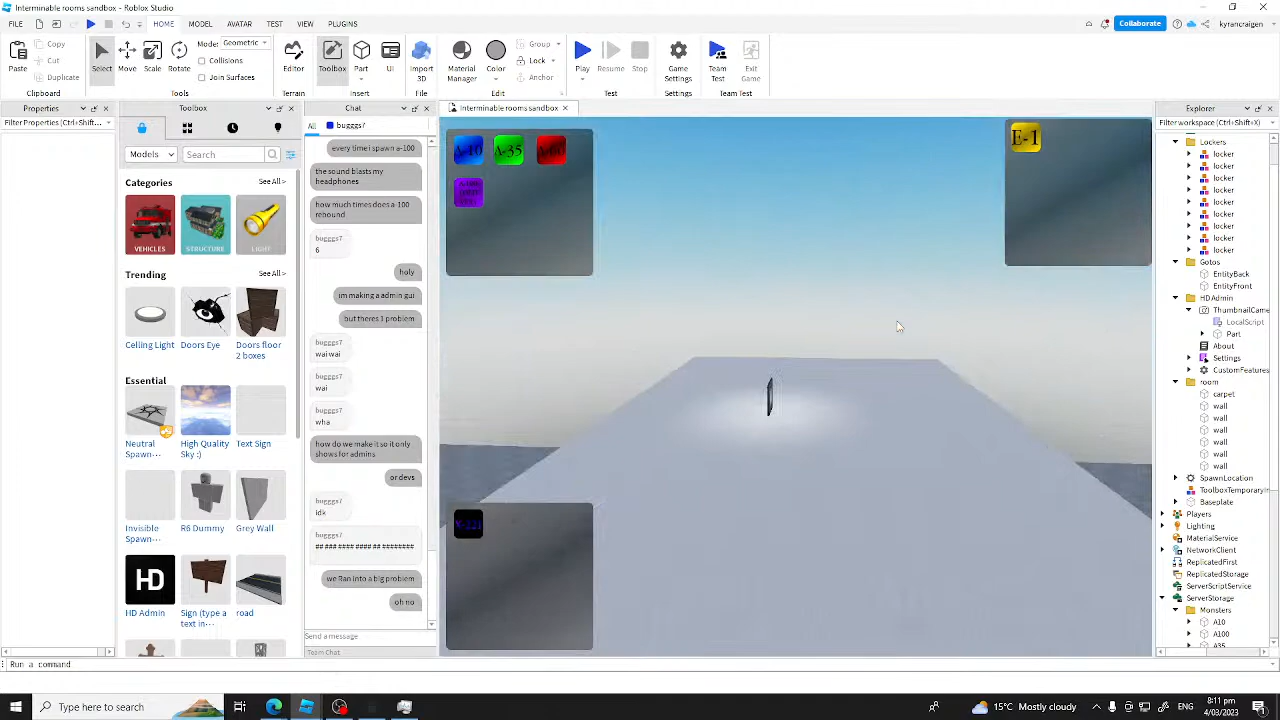 Interminable rooms sandbox - Roblox Studio
FILE
HOME
MODEL
AVATAR
TEST
VIEW
PLUGINS
Collaborate
kyrancraigen
Paste
Copy
Cut
Duplicate
Clipboard
Select
Move
Scale
Rotate
Mode: Geometric
Collisions
Join Surfaces
Tools
Editor
Terrain
Toolbox
Part
UI
Insert
Import 3D
Material Manager
Color
Group
Lock
Anchor
Edit
Play
Resume
Stop
Test
Game Settings
Settings
Team Test
Exit Game
Team Test
Properties
Filter Properties (Ctrl+Shift...
Toolbox
Models
Search
Categories
See All>
VEHICLES
STRUCTURE
LIGHT
Trending
See All>
Ceiling Light
Doors Eye
Doors floor 2 boxes
Essential
Neutral Spawn...
High Quality Sky :)
Text Sign
Invisible Spawn...
R6 Dummy
Grey Wall
HD
HD Admin
Sign (type a text in...
road
Chat
All
bugggs7
every time i spawn a-100
the sound blasts my headphones
how much times does a-100 rebound
bugggs7
6
holy
im making a admin gui
but theres 1 problem
bugggs7
wai wai
bugggs7
wai
bugggs7
wha
how do we make it so it only shows for admins
or devs
bugggs7
idk
bugggs7
## ### #### #### ## ########
we Ran into a big problem
oh no
Send a message
Team Chat
Interminable rooms sandbox
A-10
A-35
E-1
X-221
Explorer
Filter workspace (Ctrl+Shift+X)
Lockers
locker
locker
locker
locker
locker
locker
locker
locker
Gotos
EntityBack
EntityFront
HDAdmin
ThumbnailCame
LocalScript
Part
About
Settings
CustomFeatures
room
carpet
wall
wall
wall
wall
wall
wall
SpawnLocation
ToolboxTemporary
Baseplate
Players
Lighting
MaterialService
NetworkClient
ReplicatedFirst
ReplicatedStorage
ServerScriptService
ServerStorage
Monsters
A10
A100
A35
Run a command
Type here to search
15°C Mostly cloudy
ENG
8:11 pm
4/08/2023